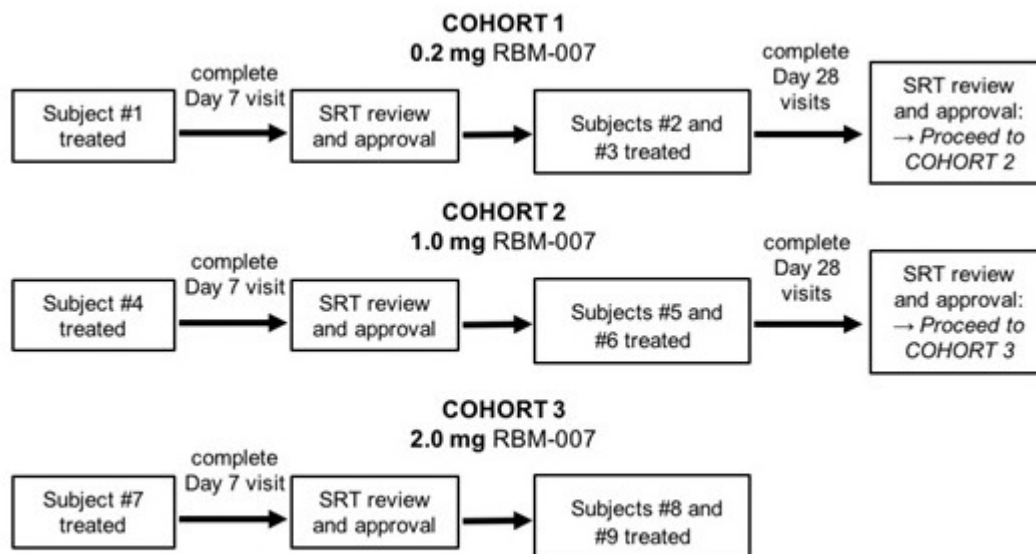 COHORT 1
0.2 mg RBM-007
Subject #1
treated
complete
Day 7 visit
SRT review
and approval
Subjects #2 and
#3 treated
complete
Day 28
visits
SRT review
and approval:
→ Proceed to
COHORT 2
COHORT 2
1.0 mg RBM-007
Subject #4
treated
complete
Day 7 visit
SRT review
and approval
Subjects #5 and
#6 treated
complete
Day 28
visits
SRT review
and approval:
→ Proceed to
COHORT 3
COHORT 3
2.0 mg RBM-007
Subject #7
treated
complete
Day 7 visit
SRT review
and approval
Subjects #8 and
#9 treated